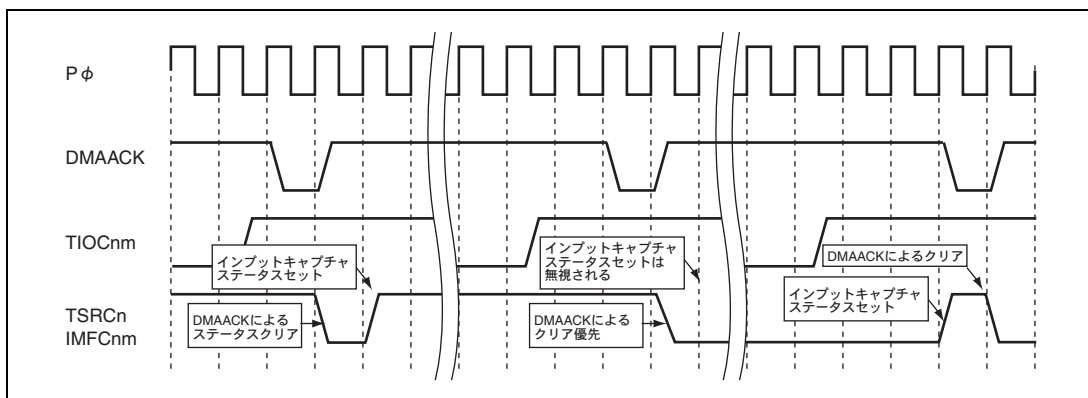 Pφ
DMAACK
TIOCnm
インプットキャプチャ
ステータスセット
インプットキャプチャ
ステータスセットは
無視される
DMAACKによるクリア
インプットキャプチャ
ステータスセット
TSRCn
IMFCnm
DMAACKによる
ステータスクリア
DMAACKによる
クリア優先